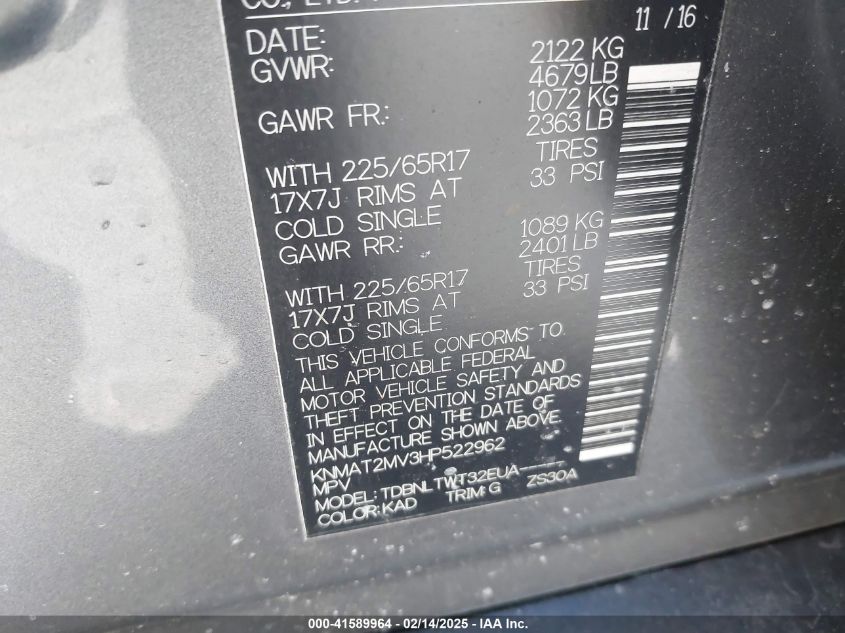 CO., LTD.
DATE: 11 / 16
GVWR: 2122 KG
4679LB
GAWR FR.: 1072 KG
2363 LB
WITH 225/65R17 TIRES
17X7J RIMS AT 33 PSI
COLD SINGLE
GAWR RR.: 1089 KG
2401 LB
WITH 225/65R17 TIRES
17X7J RIMS AT 33 PSI
COLD SINGLE
THIS VEHICLE CONFORMS TO
ALL APPLICABLE FEDERAL
MOTOR VEHICLE SAFETY AND
THEFT PREVENTION STANDARDS
IN EFFECT ON THE DATE OF
MANUFACTURE SHOWN ABOVE.
KNMAT2MV3HP522962
MPV
MODEL: TDBNLTWT32EUA-----
COLOR: KAD TRIM: G ZS30A
000-41589964 - 02/14/2025 - IAA Inc.